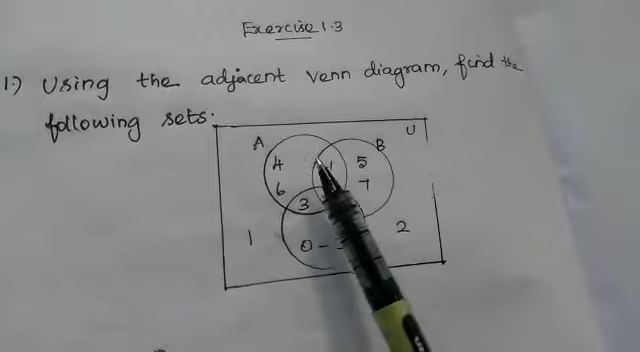 Exercise 1.3
1) Using the adjacent Venn diagram, find the
following sets.
U
A B
4 5
6 7
3
1 0 2